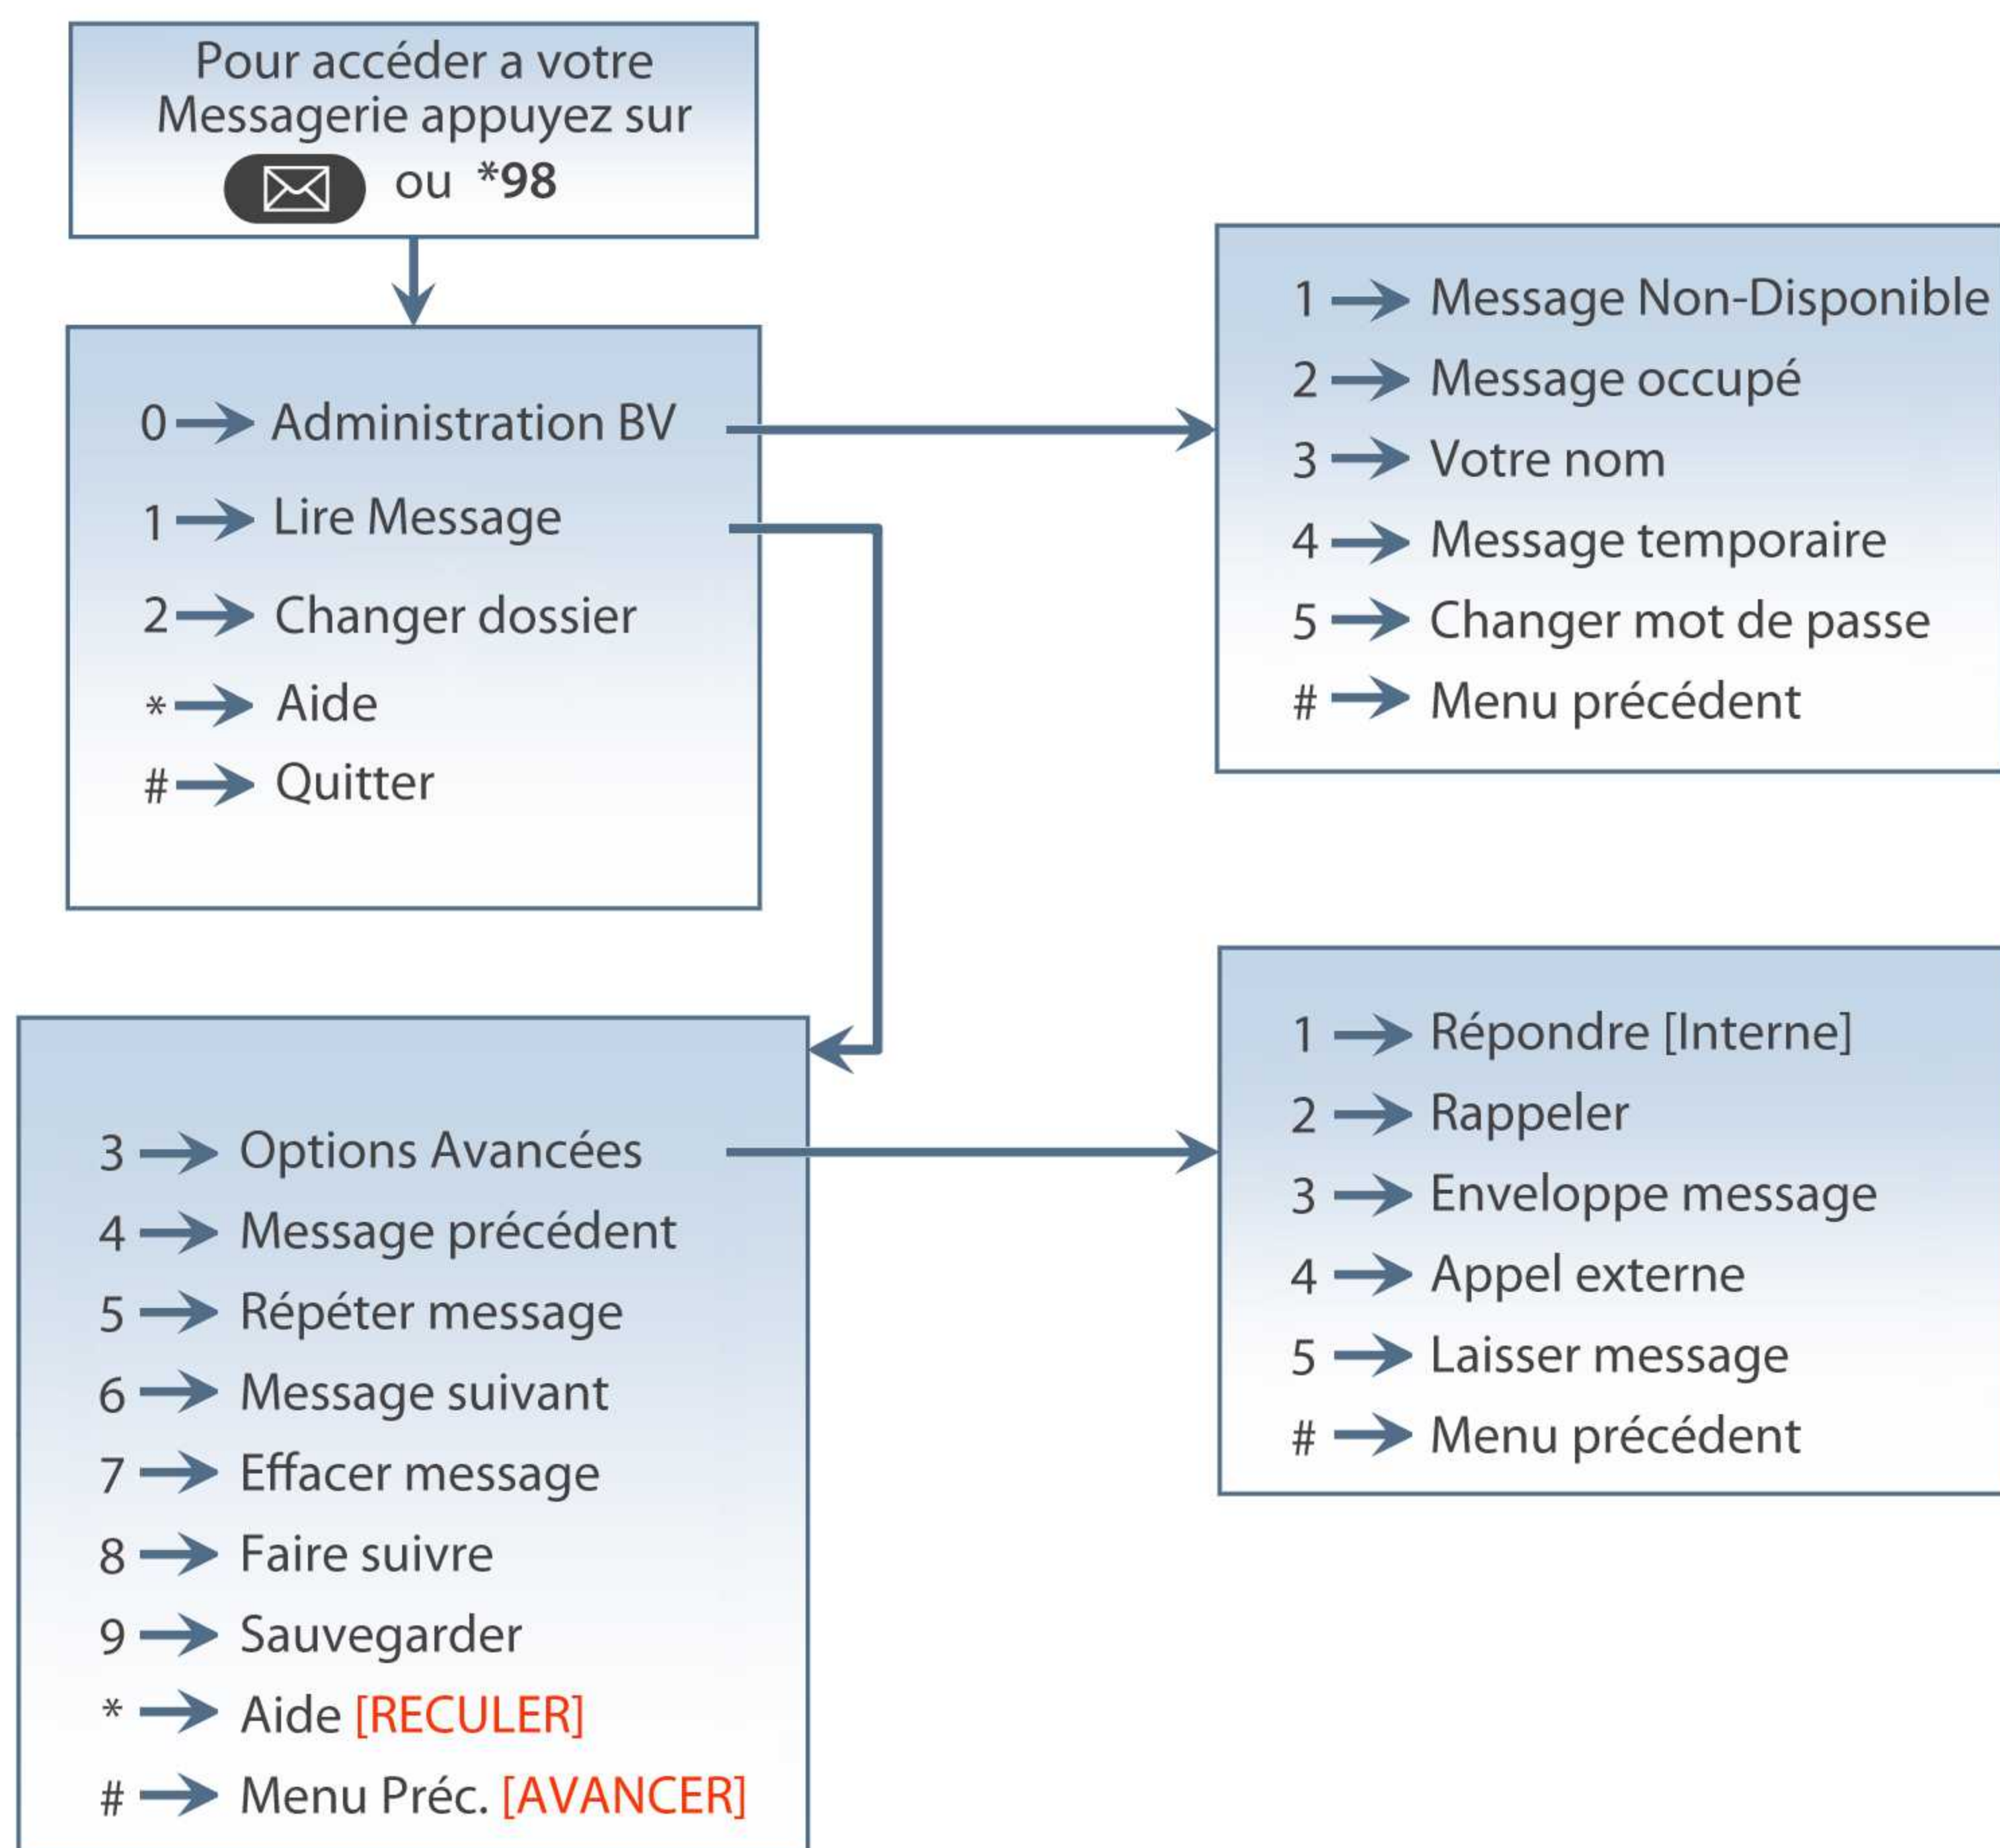 Pour accéder a votre
Messagerie appuyez sur
ou *98
0 Administration BV
1 Lire Message
2 Changer dossier
* Aide
# Quitter
1 Message Non-Disponible
2 Message occupé
3 Votre nom
4 Message temporaire
5 Changer mot de passe
# Menu précédent
3 Options Avancées
4 Message précédent
5 Répéter message
6 Message suivant
7 Effacer message
8 Faire suivre
9 Sauvegarder
* Aide [RECULER]
# Menu Préc. [AVANCER]
1 Répondre [Interne]
2 Rappeler
3 Enveloppe message
4 Appel externe
5 Laisser message
# Menu précédent